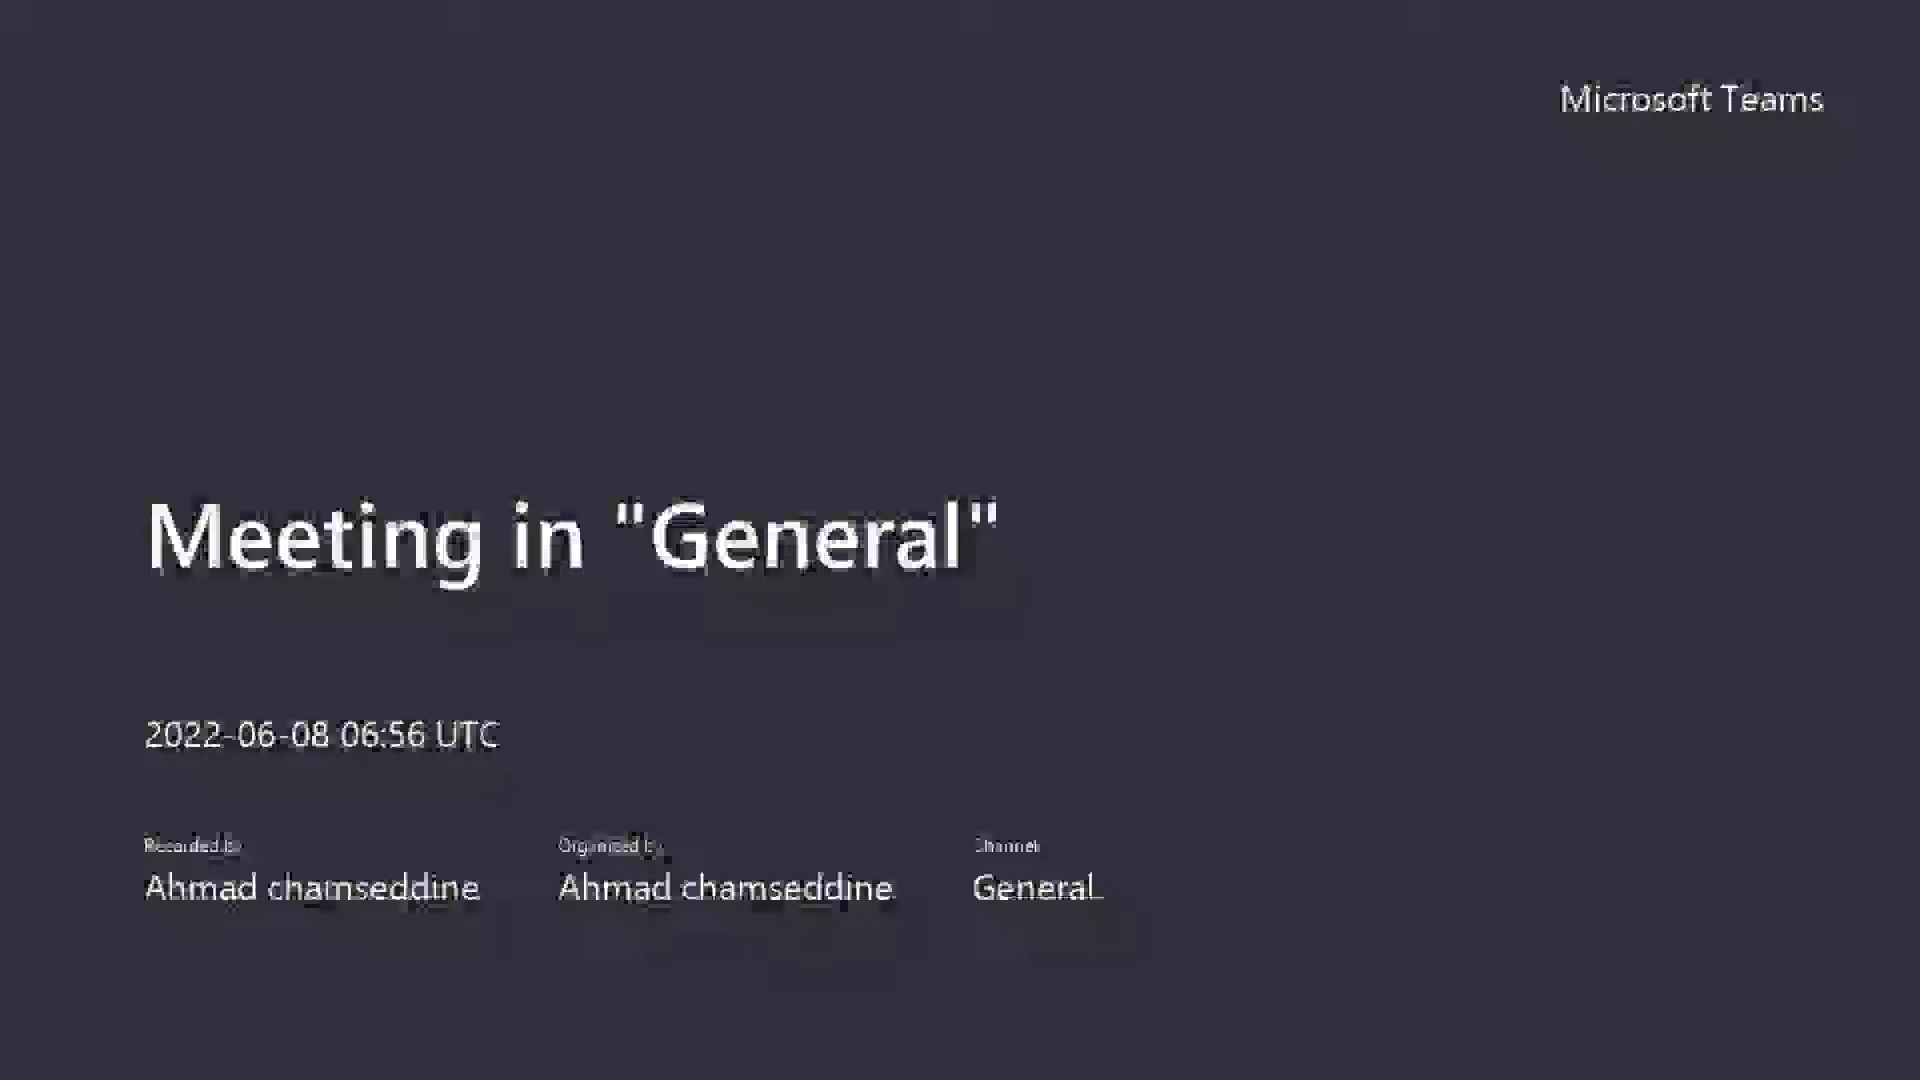 Microsoft Teams
Meeting in "General"
2022-06-08 06:56 UTC
Recorded by Organized by Channel
Ahmad chamseddine Ahmad chamseddine General